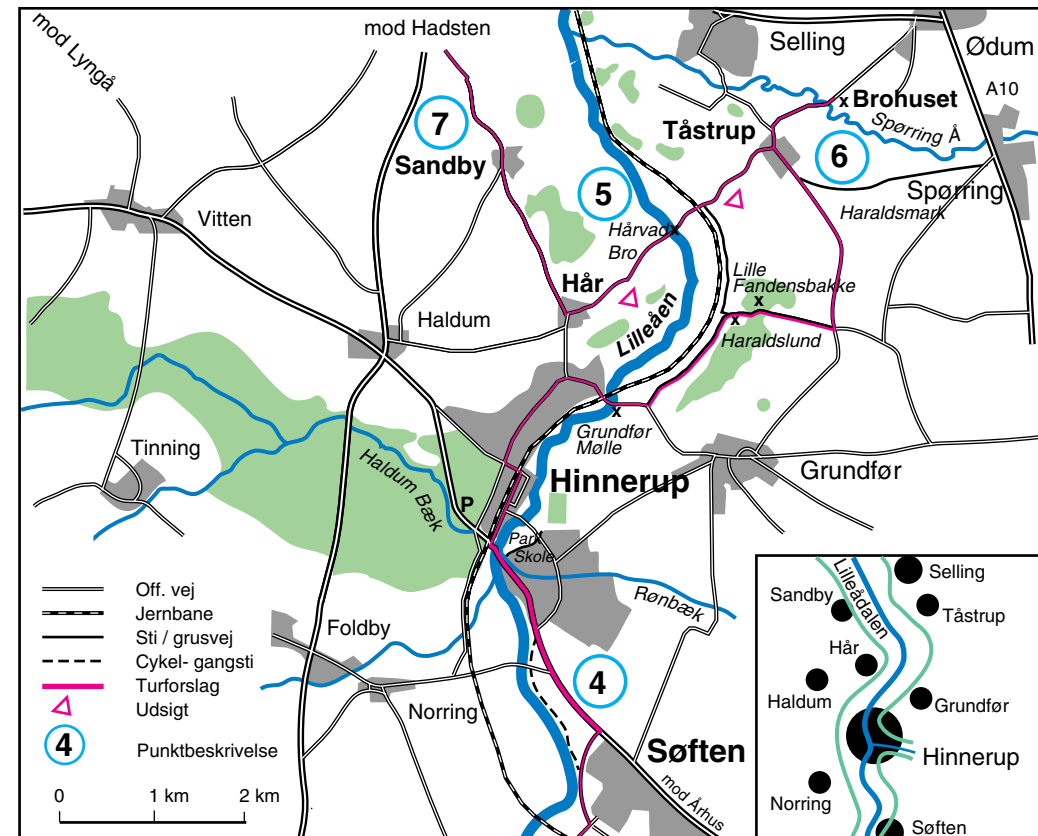 mod Lyngå
mod Hadsten
Selling
Ødum
A10
7
Sandby
Brohuset
Spørring Å
Tåstrup
6
Spørring
5
Vitten
Haraldsmark
Hårvad
Bro
Hår
Lille
Fandensbakke
Haldum
Lilleåen
Haraldslund
Tinning
Grundfør
Mølle
Haldum Bæk
P
Hinnerup
Grundfør
Park
Skole
Rønbæk
Foldby
Norring
4
Søften
mod Århus
Off. vej
Jernbane
Sti / grusvej
Cykel- gangsti
Turforslag
Udsigt
4
Punktbeskrivelse
0
1 km
2 km
Lilleådalen
Selling
Sandby
Tåstrup
Hår
Haldum
Grundfør
Hinnerup
Norring
Søften